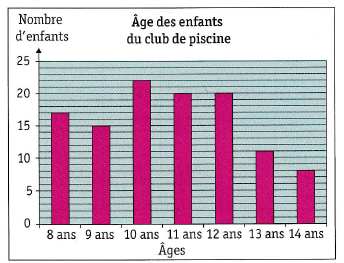 Nombre
d'enfants
Âge des enfants
du club de piscine
25
20
15
10
5
0
8 ans 9 ans 10 ans 11 ans 12 ans 13 ans 14 ans
Âges